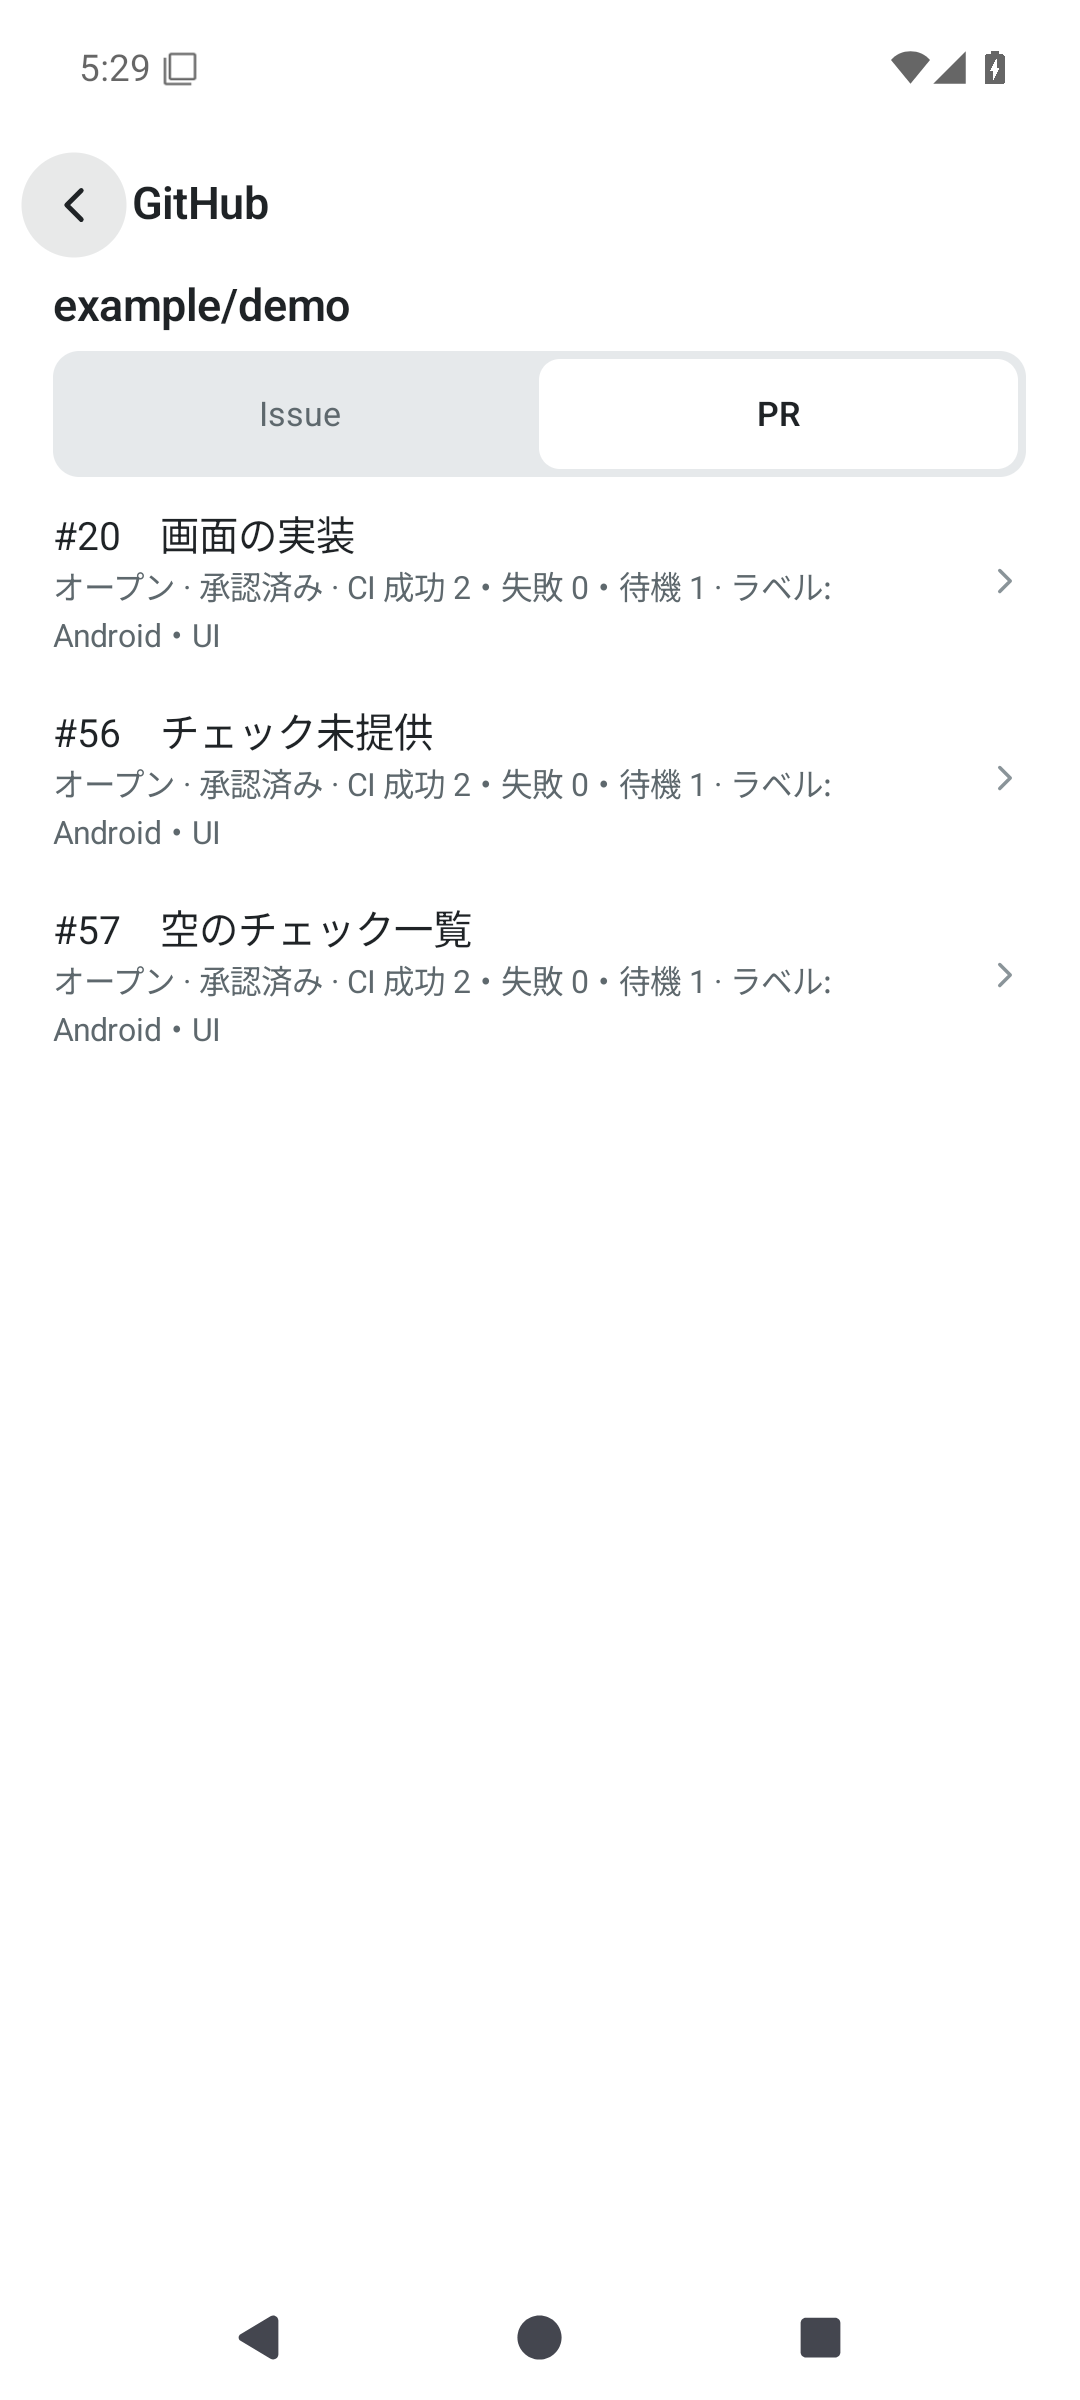 5:29
GitHub
example/demo
Issue
PR
#20　画面の実装
オープン · 承認済み · CI 成功 2・失敗 0・待機 1 · ラベル:
Android・UI
#56　チェック未提供
オープン · 承認済み · CI 成功 2・失敗 0・待機 1 · ラベル:
Android・UI
#57　空のチェック一覧
オープン · 承認済み · CI 成功 2・失敗 0・待機 1 · ラベル:
Android・UI